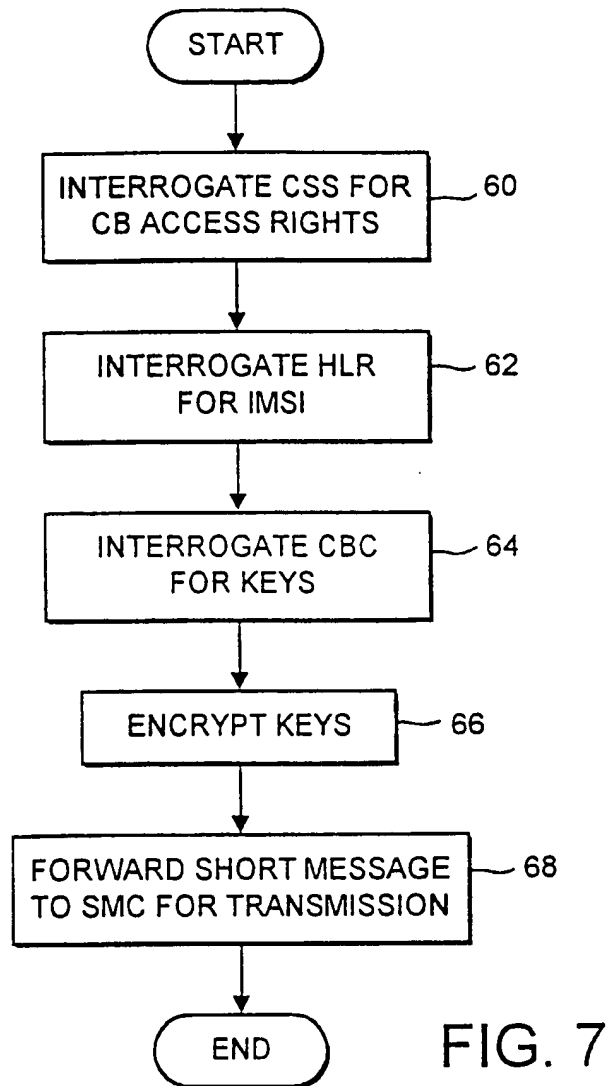 START
INTERROGATE CSS FOR
CB ACCESS RIGHTS
60
INTERROGATE HLR
FOR IMSI
62
INTERROGATE CBC
FOR KEYS
64
ENCRYPT KEYS
66
FORWARD SHORT MESSAGE
TO SMC FOR TRANSMISSION
68
END
FIG. 7